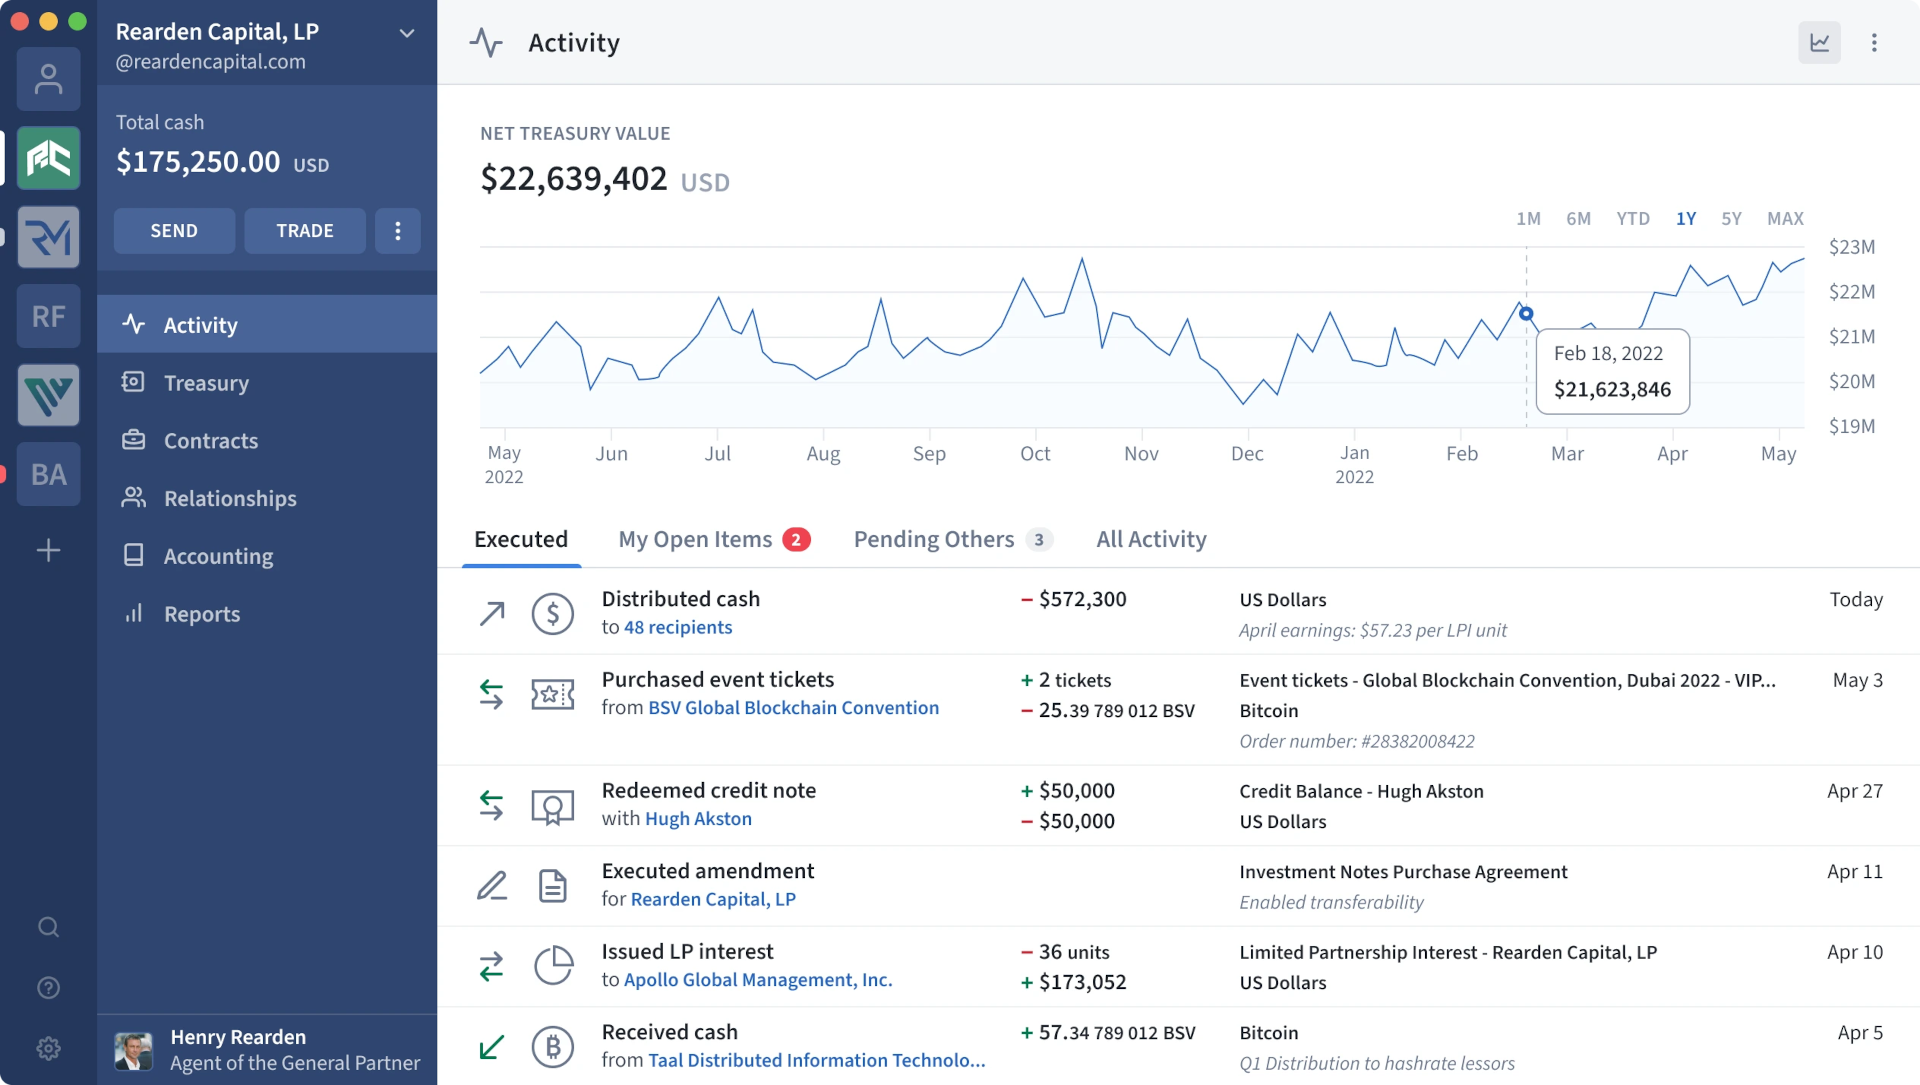 Rearden Capital, LP
@reardencapital.com
Total cash
$175,250.00 USD
SEND
TRADE
RM
RF
BA
Activity
Treasury
Contracts
Relationships
Accounting
Reports
Henry Rearden
Agent of the General Partner
Activity
NET TREASURY VALUE
$22,639,402 USD
1M 6M YTD 1Y 5Y MAX
$23M
$22M
$21M
$20M
$19M
Feb 18, 2022
$21,623,846
May Jun Jul Aug Sep Oct Nov Dec Jan Feb Mar Apr May
2022 2022
Executed My Open Items 2 Pending Others 3 All Activity
Distributed cash - $572,300 US Dollars Today
to 48 recipients April earnings: $57.23 per LPI unit
Purchased event tickets + 2 tickets Event tickets - Global Blockchain Convention, Dubai 2022 - VIP... May 3
from BSV Global Blockchain Convention - 25.39 789 012 BSV Bitcoin
Order number: #28382008422
Redeemed credit note + $50,000 Credit Balance - Hugh Akston Apr 27
with Hugh Akston - $50,000 US Dollars
Executed amendment Investment Notes Purchase Agreement Apr 11
for Rearden Capital, LP Enabled transferability
Issued LP interest - 36 units Limited Partnership Interest - Rearden Capital, LP Apr 10
to Apollo Global Management, Inc. + $173,052 US Dollars
Received cash + 57.34 789 012 BSV Bitcoin Apr 5
from Taal Distributed Information Technolo... Q1 Distribution to hashrate lessors